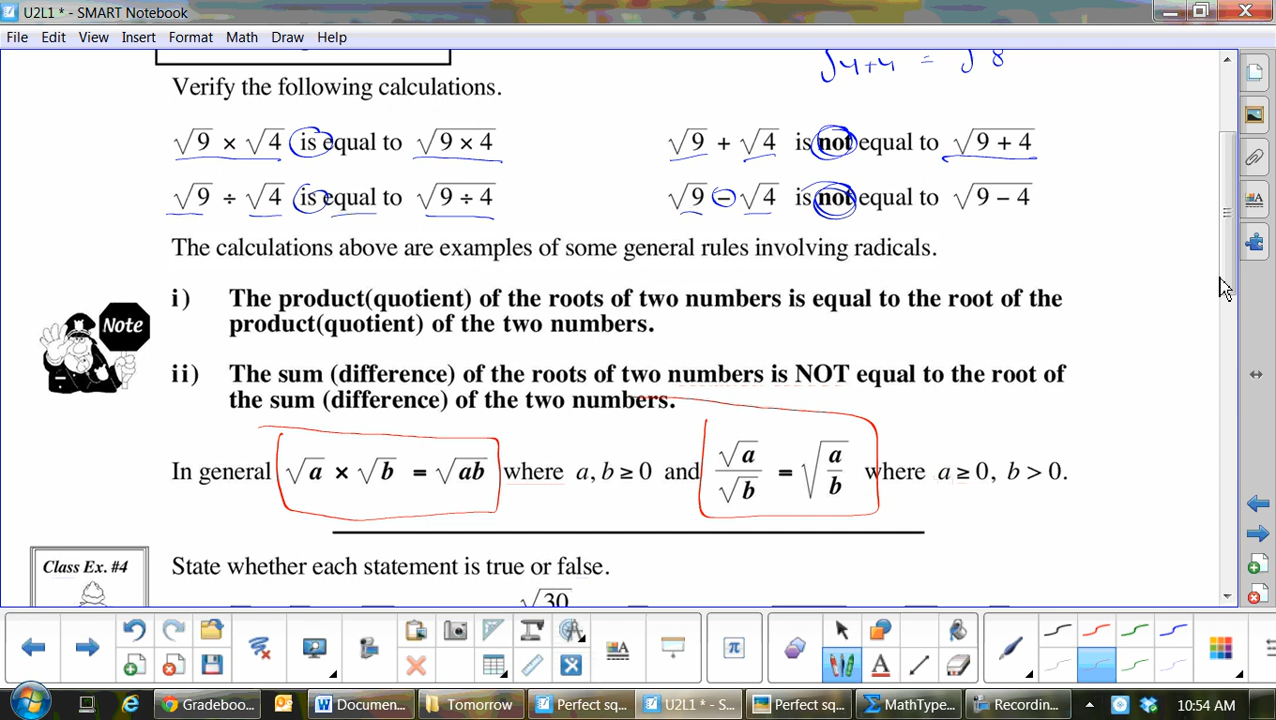 U2L1 * - SMART Notebook
File Edit View Insert Format Math Draw Help
√4+4 = √8
Verify the following calculations.
√9 × √4 is equal to √(9 × 4) √9 + √4 is not equal to √(9 + 4)
√9 ÷ √4 is equal to √(9 ÷ 4) √9 − √4 is not equal to √(9 − 4)
The calculations above are examples of some general rules involving radicals.
Note
i) The product(quotient) of the roots of two numbers is equal to the root of the
product(quotient) of the two numbers.
ii) The sum (difference) of the roots of two numbers is NOT equal to the root of
the sum (difference) of the two numbers.
In general √a × √b = √ab where a, b ≥ 0 and √a/√b = √(a/b) where a ≥ 0, b > 0.
Class Ex. #4
State whether each statement is true or false.
√30
π
A
Gradeboo... Documen... Tomorrow Perfect sq... U2L1 * - S... Perfect sq... MathType... Recordin... 10:54 AM